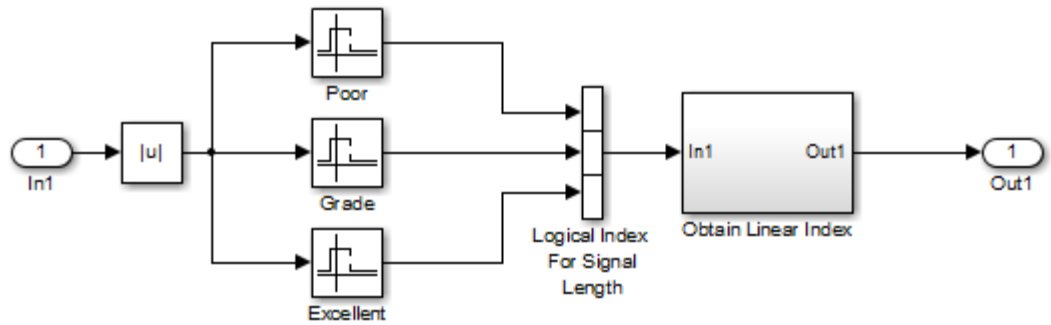 Poor
1
In1
|u|
Grade
Excellent
Logical Index
For Signal
Length
In1
Out1
Obtain Linear Index
1
Out1